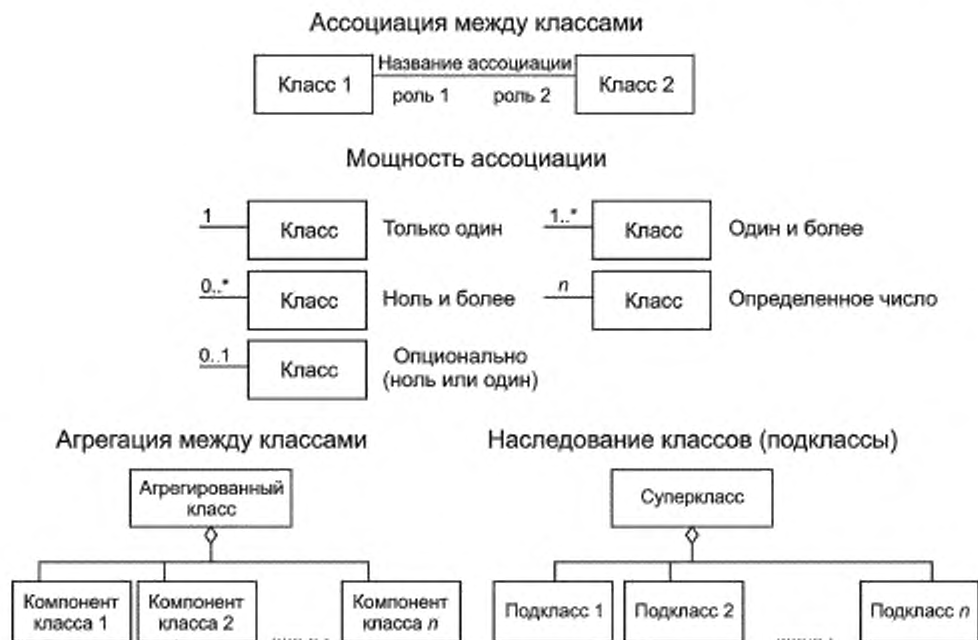 Ассоциация между классами
Название ассоциации
Класс 1
Класс 2
роль 1
роль 2
Мощность ассоциации
1
Класс
Только один
1..*
Класс
Один и более
0..*
Класс
Ноль и более
n
Класс
Определенное число
0..1
Класс
Опционально
(ноль или один)
Агрегация между классами
Наследование классов (подклассы)
Агрегированный
класс
Суперкласс
Компонент
класса 1
Компонент
класса 2
Компонент
класса n
Подкласс 1
Подкласс 2
Подкласс n